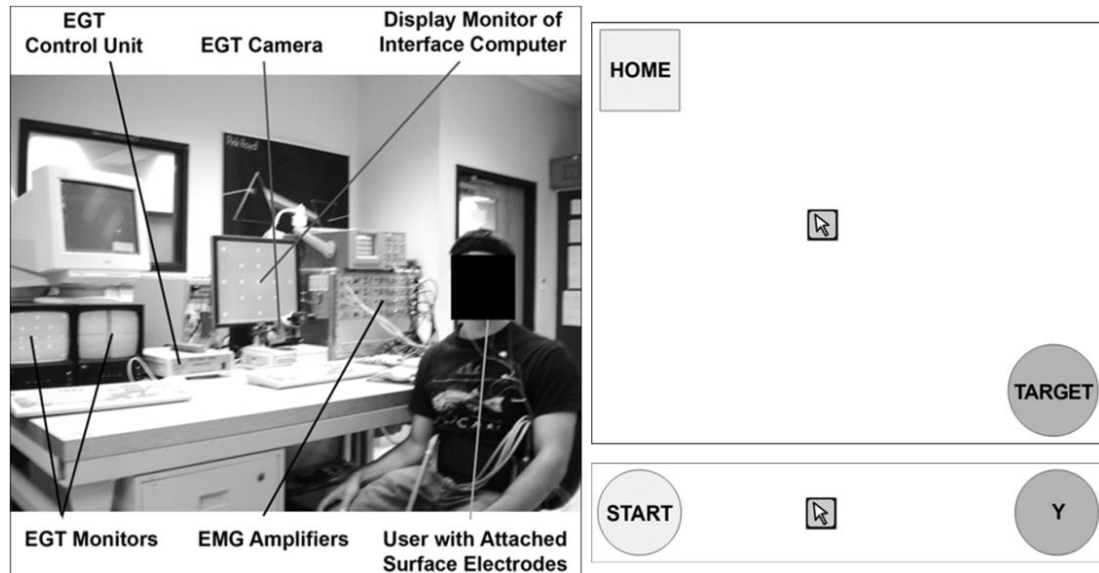 EGT
Control Unit
EGT Camera
Display Monitor of
Interface Computer
EGT Monitors
EMG Amplifiers
User with Attached
Surface Electrodes
HOME
TARGET
START
Y